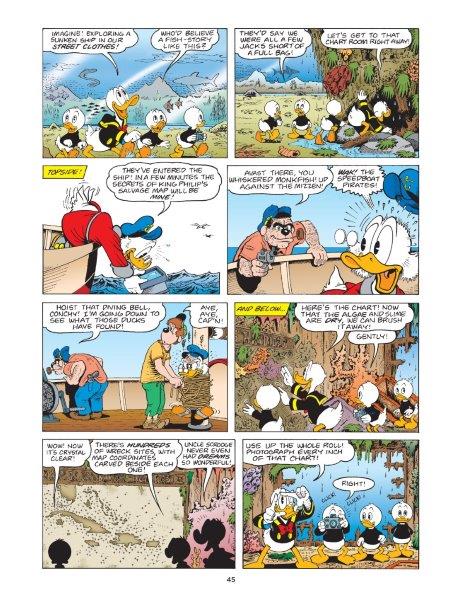 IMAGINE! EXPLORING A
SUNKEN SHIP IN OUR
STREET CLOTHES!
WHO'D BELIEVE
A FISH-STORY
LIKE THIS?
THEY'D SAY WE
WERE ALL A FEW
JACKS SHORT OF
A FULL BAG!
LET'S GET TO THAT
CHART ROOM RIGHT AWAY!
TOPSIDE!
THEY'VE ENTERED THE
SHIP! IN A FEW MINUTES THE
SECRETS OF KING PHILIP'S
SALVAGE MAP WILL BE
MINE!
AVAST THERE, YOU
WHISKERED MONKFISH! UP
AGAINST THE MIZZEN!
WAK! THE
SPEEDBOAT
PIRATES!
HOIST THAT DIVING BELL,
CONCHY! I'M GOING DOWN TO
SEE WHAT THOSE DUCKS
HAVE FOUND!
AYE,
AYE,
CAP'N!
AND BELOW...
HERE'S THE CHART! NOW
THAT THE ALGAE AND SLIME
ARE DRY, WE CAN BRUSH
IT AWAY!
GENTLY!
WOW! NOW
IT'S CRYSTAL
CLEAR!
THERE'S HUNDREDS
OF WRECK SITES, WITH
MAP COORDINATES
CARVED BESIDE EACH
ONE!
UNCLE SCROOGE
NEVER EVEN
HAD DREAMS
SO WONDERFUL!
USE UP THE WHOLE ROLL!
PHOTOGRAPH EVERY INCH
OF THAT CHART!
RIGHT!
CLICK
CLICK!
45